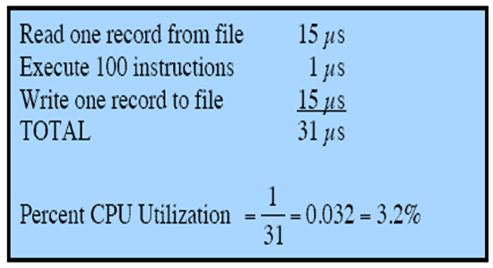 Read one record from file 15 μs
Execute 100 instructions 1 μs
Write one record to file 15 μs
TOTAL 31 μs
Percent CPU Utilization = 1/31 = 0.032 = 3.2%